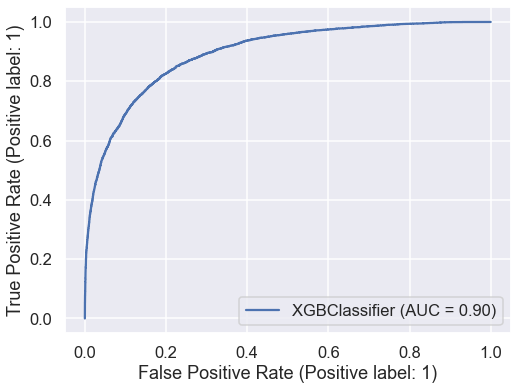 1.0
0.8
0.6
0.4
0.2
0.0
True Positive Rate (Positive label: 1)
XGBClassifier (AUC = 0.90)
0.0 0.2 0.4 0.6 0.8 1.0
False Positive Rate (Positive label: 1)